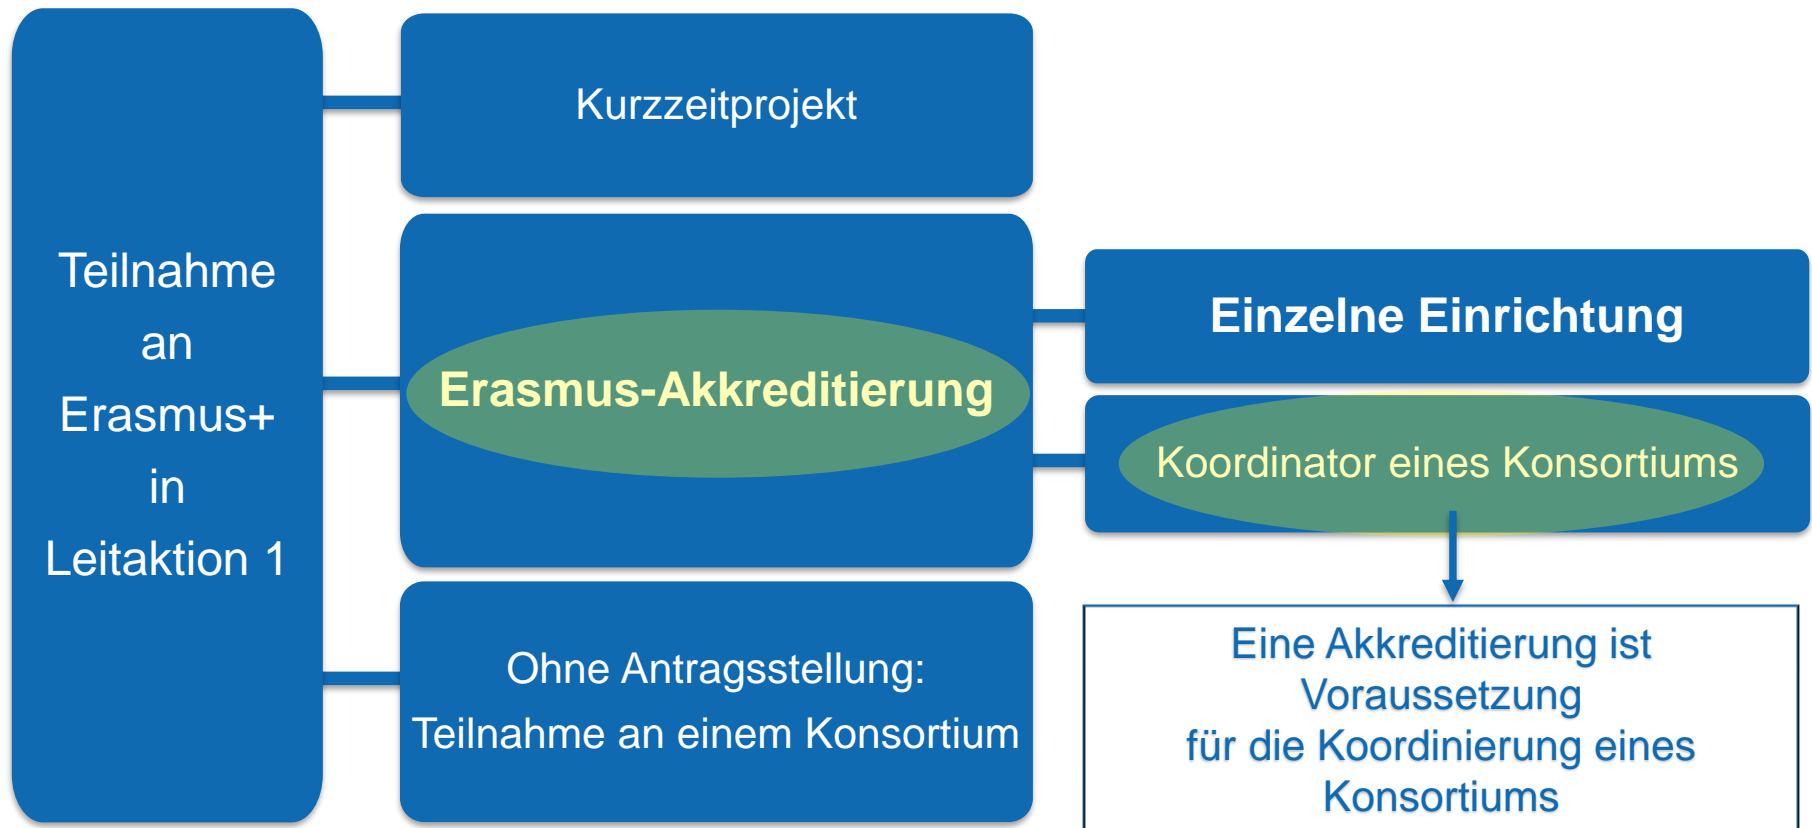 Teilnahme
an
Erasmus+
in
Leitaktion 1
Kurzzeitprojekt
Erasmus-Akkreditierung
Ohne Antragsstellung:
Teilnahme an einem Konsortium
Einzelne Einrichtung
Koordinator eines Konsortiums
Eine Akkreditierung ist
Voraussetzung
für die Koordinierung eines
Konsortiums